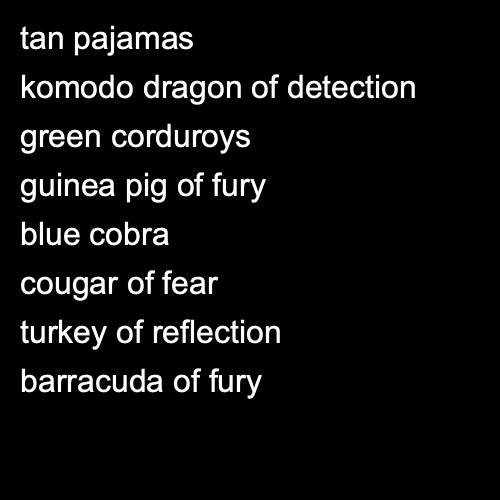 tan pajamas
komodo dragon of detection
green corduroys
guinea pig of fury
blue cobra
cougar of fear
turkey of reflection
barracuda of fury